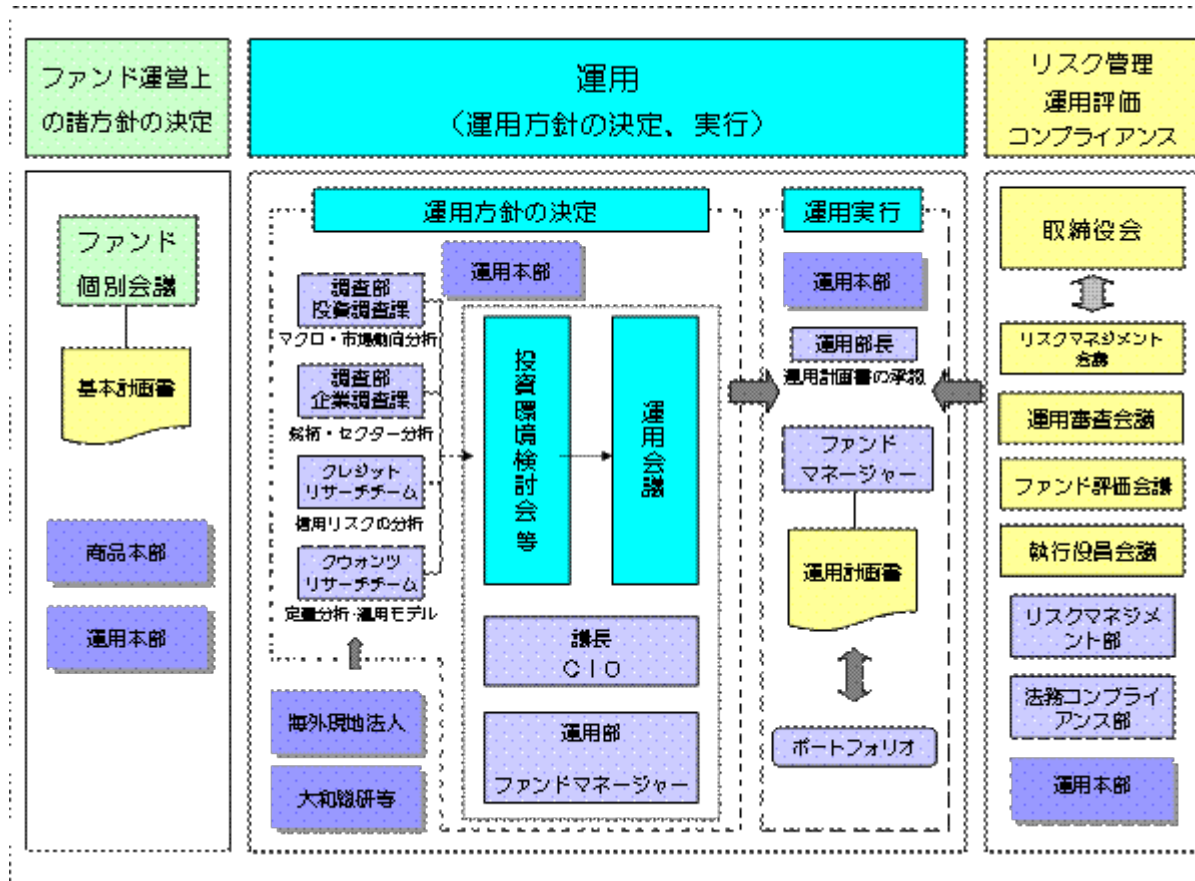 ファンド運営上
の諸方針の決定
運用
（運用方針の決定、実行）
リスク管理
運用評価
コンプライアンス
ファンド
個別会議
基本計画書
商品本部
運用本部
運用方針の決定
運用本部
調査部
投資調査課
マクロ・市場動向分析
調査部
企業調査課
銘柄・セクター分析
クレジット
リサーチチーム
信用リスクの分析
クウォンツ
リサーチチーム
定量分析・運用モデル
海外現地法人
大和総研等
投資環境検討会等
運用会議
議長
ＣＩＯ
運用部
ファンドマネージャー
運用実行
運用本部
運用部長
運用計画書の承認
ファンド
マネージャー
運用計画書
ポートフォリオ
取締役会
リスクマネジメント
会議
運用審査会議
ファンド評価会議
執行役員会議
リスクマネジメ
ント部
法務コンプライ
アンス部
運用本部